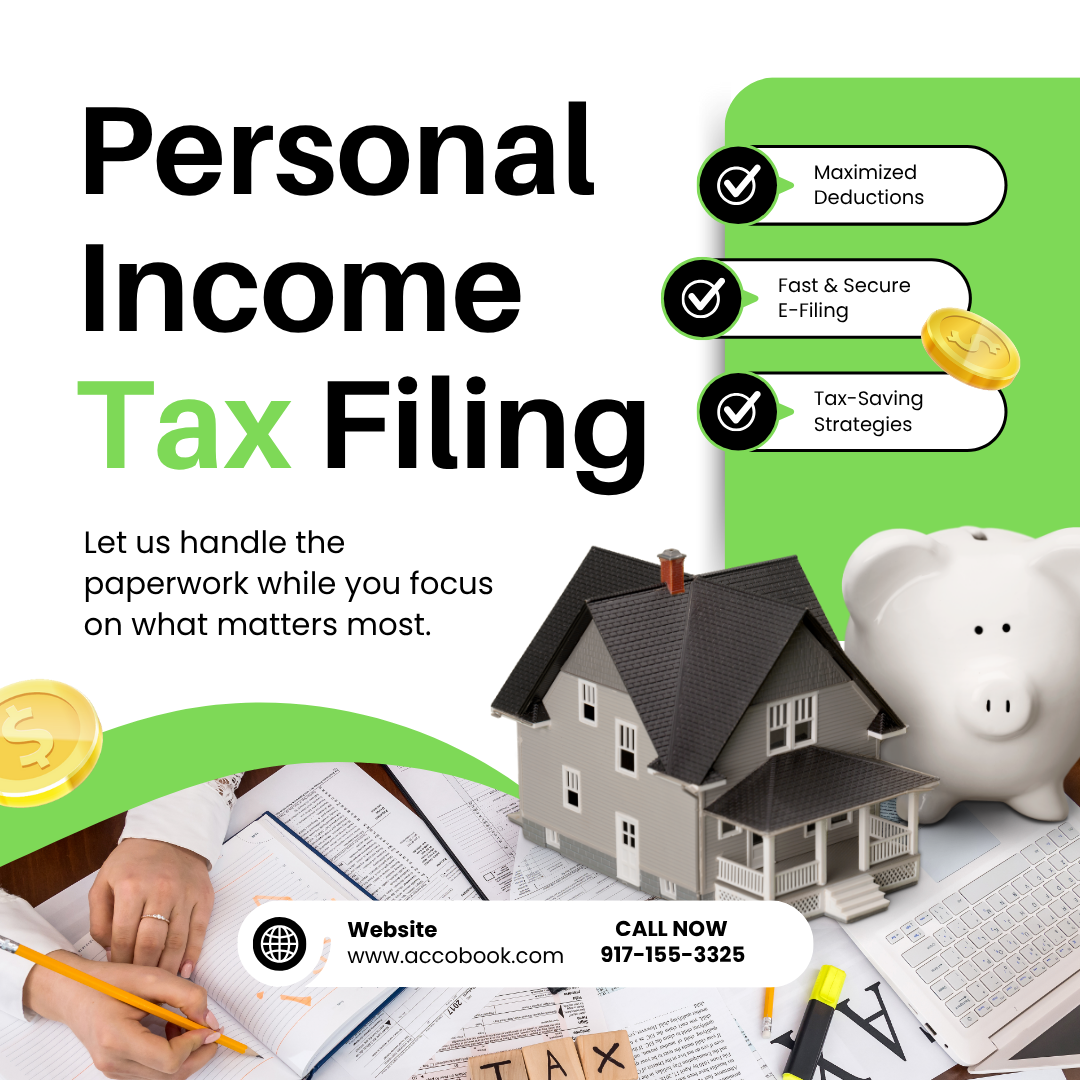 Personal
Income
Tax Filing
Let us handle the
paperwork while you focus
on what matters most.
Maximized
Deductions
Fast & Secure
E-Filing
Tax-Saving
Strategies
Website
www.accobook.com
CALL NOW
917-155-3325
2017
TAX